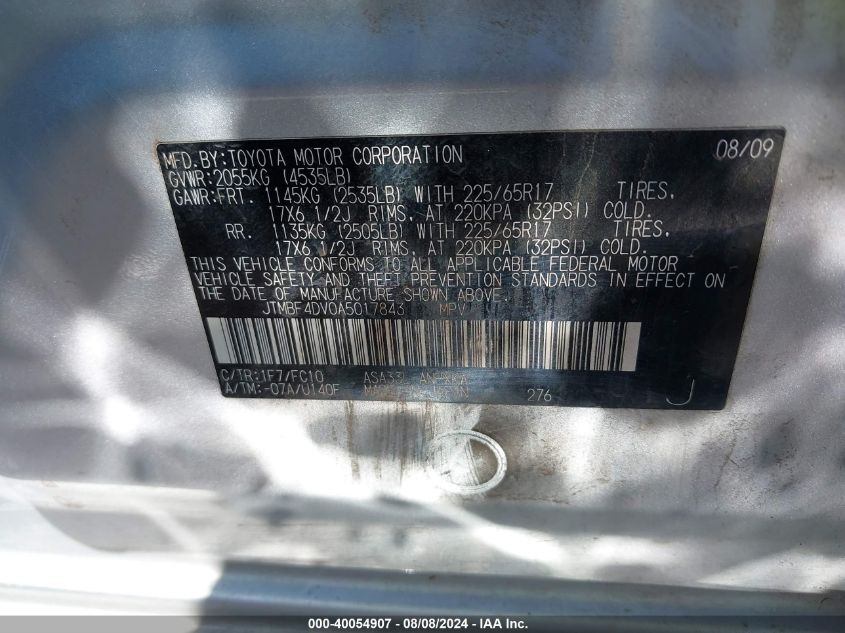 MFD.BY:TOYOTA MOTOR CORPORATION 08/09
GVWR:2055KG (4535LB)
GAWR:FRT. 1145KG (2535LB) WITH 225/65R17 TIRES,
17X6 1/2J RIMS, AT 220KPA (32PSI) COLD.
RR. 1135KG (2505LB) WITH 225/65R17 TIRES,
17X6 1/2J RIMS, AT 220KPA (32PSI) COLD.
THIS VEHICLE CONFORMS TO ALL APPLICABLE FEDERAL MOTOR
VEHICLE SAFETY AND THEFT PREVENTION STANDARDS IN EFFECT ON
THE DATE OF MANUFACTURE SHOWN ABOVE.
JTMBF4DV0A5017843 MPV
C/TR:1F7/FC10 ASA33L
A/TM:-07A/U140F 276 J
000-40054907 - 08/08/2024 - IAA Inc.